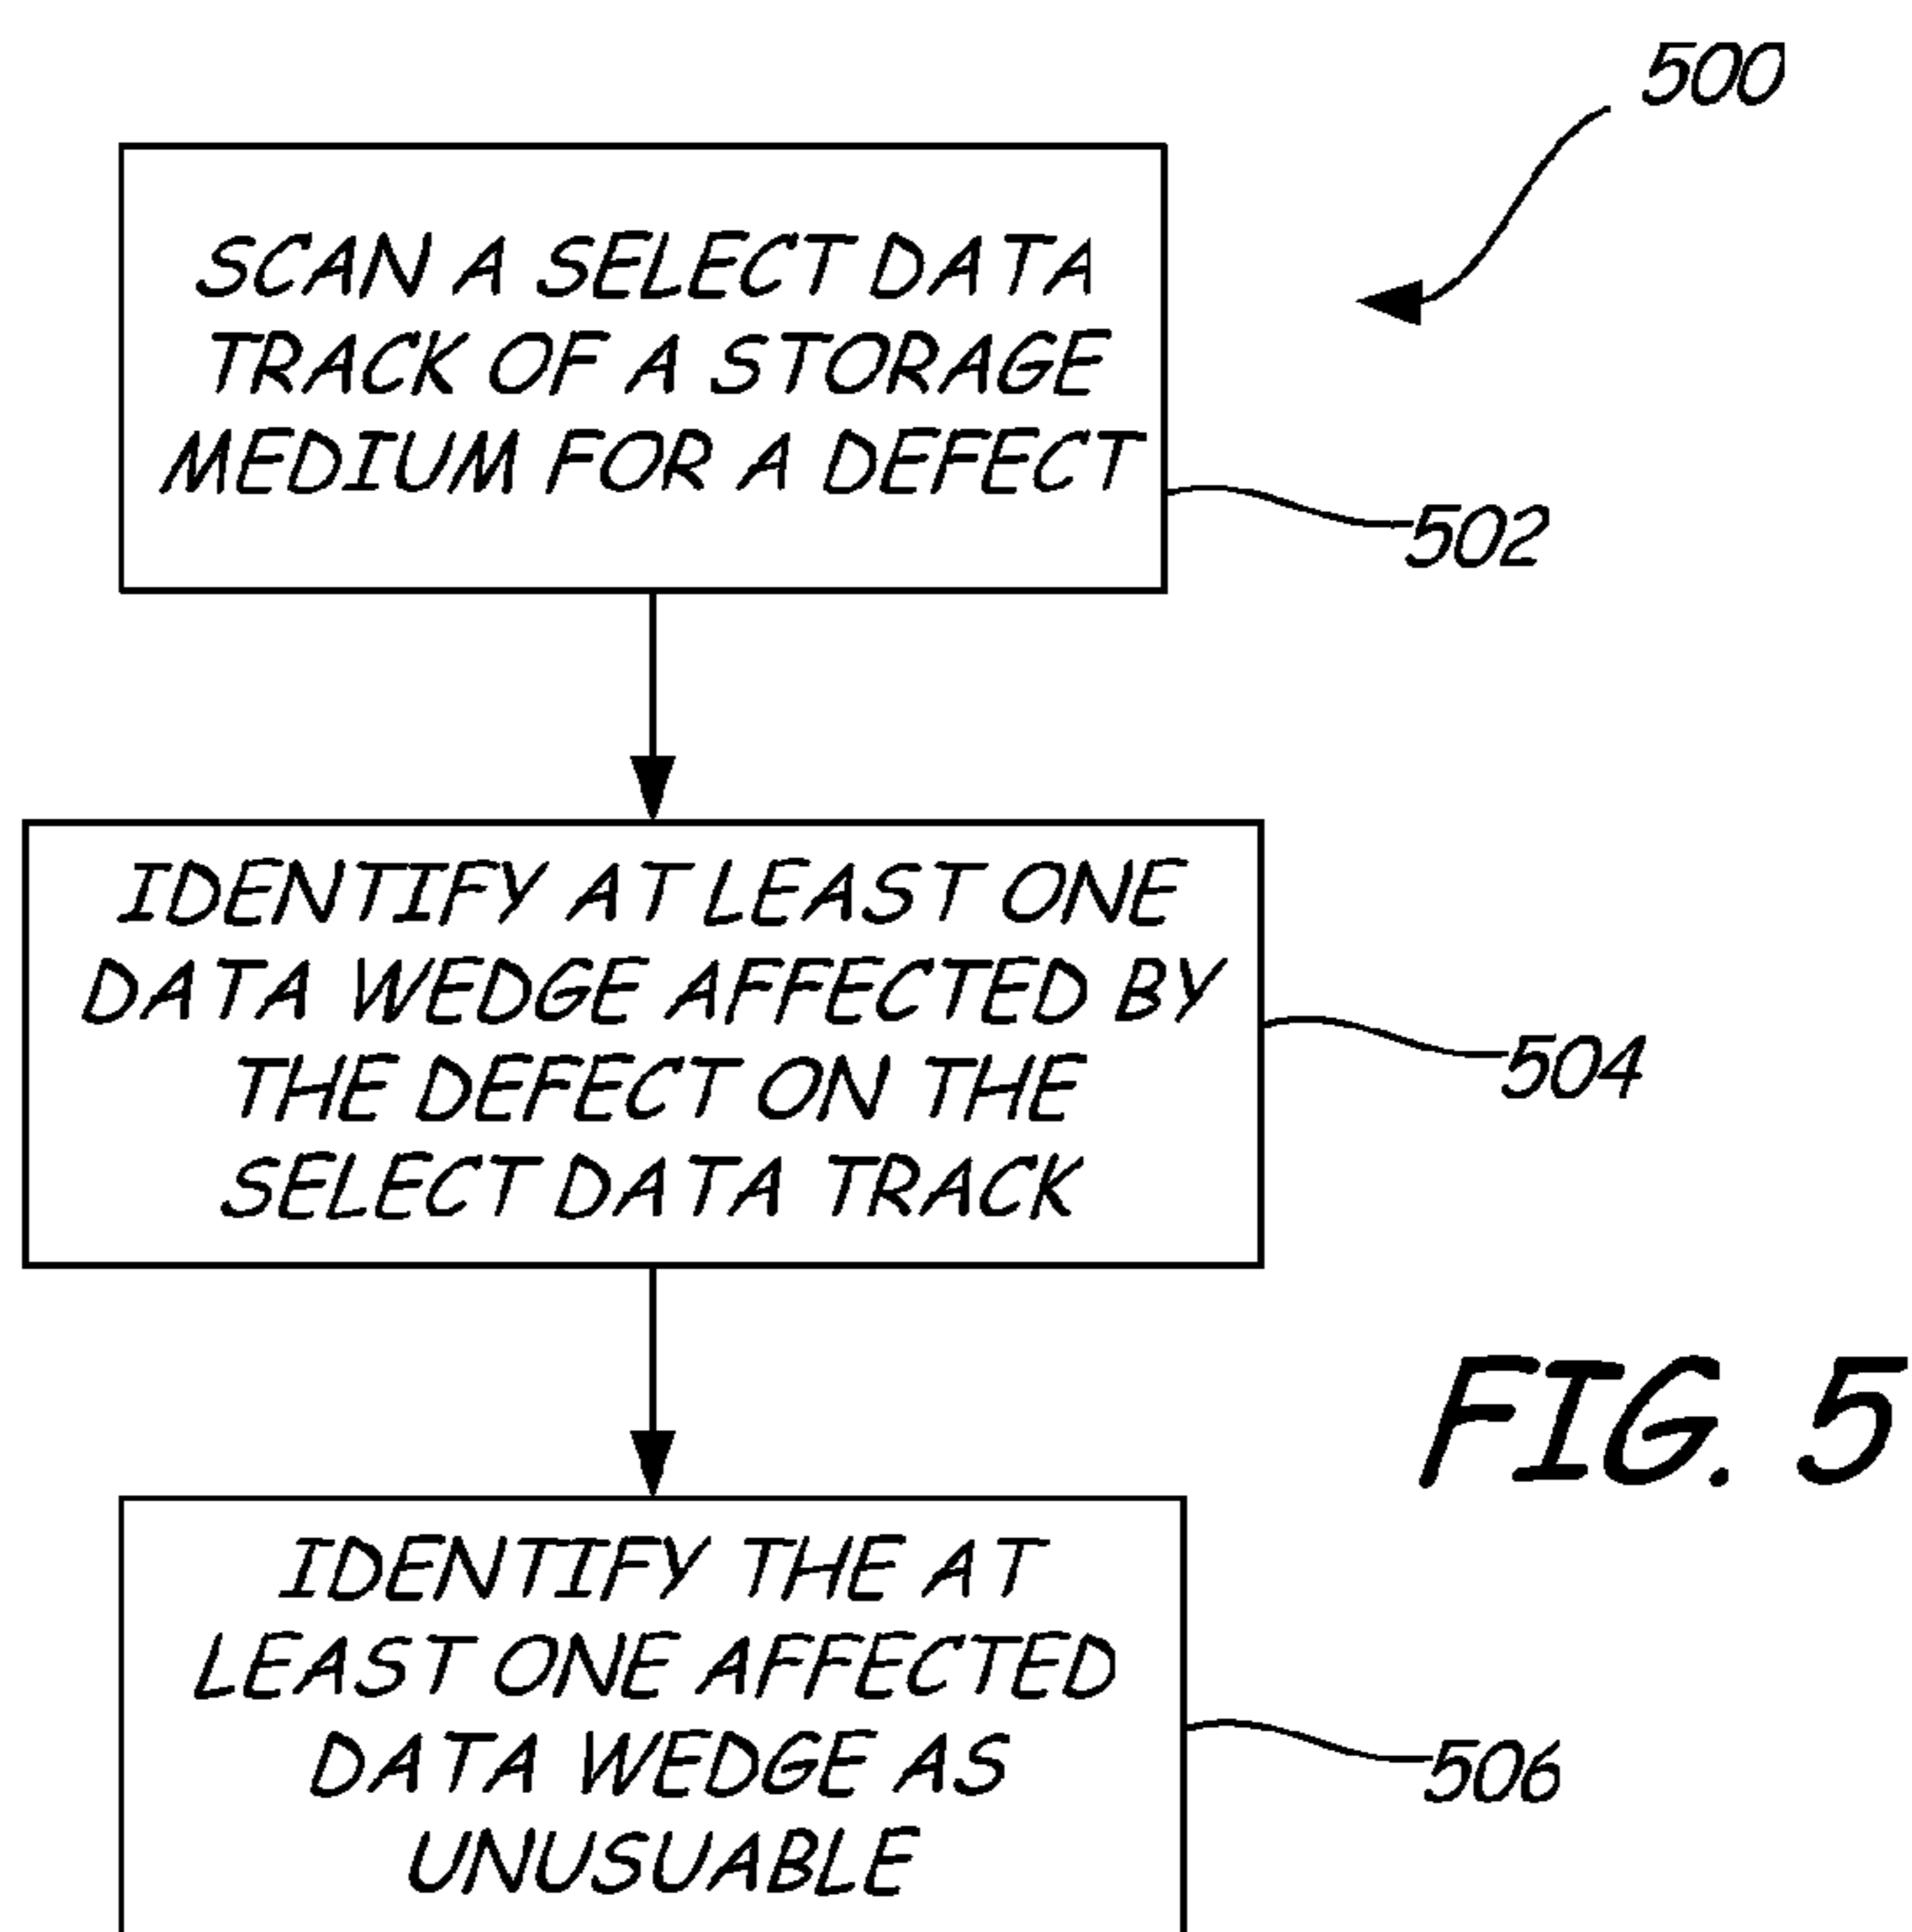 500
SCAN A SELECT DATA
TRACK OF A STORAGE
MEDIUM FOR A DEFECT
502
IDENTIFY AT LEAST ONE
DATA WEDGE AFFECTED BY
THE DEFECT ON THE
SELECT DATA TRACK
504
FIG. 5
IDENTIFY THE AT
LEAST ONE AFFECTED
DATA WEDGE AS
UNUSUABLE
506